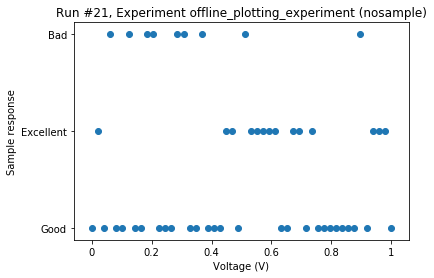 Run #21, Experiment offline_plotting_experiment (nosample)
Bad
Excellent
Good
Sample response
0 0.2 0.4 0.6 0.8 1
Voltage (V)